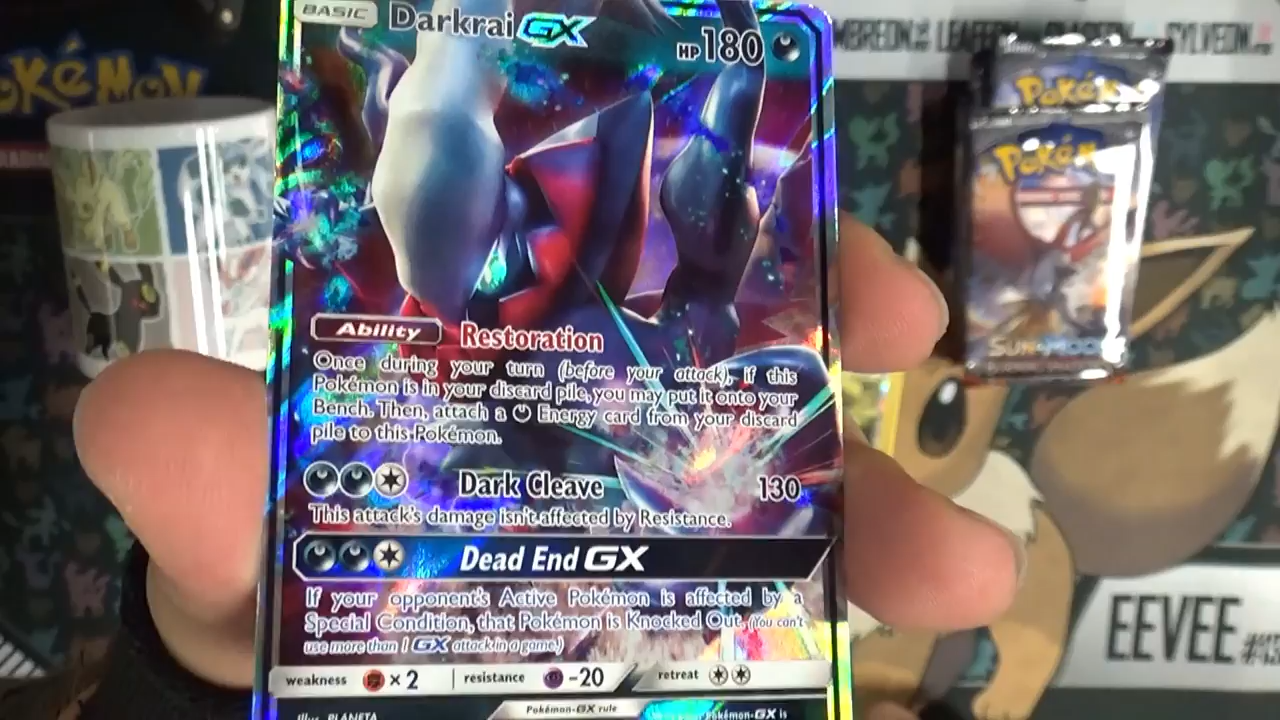 BASIC Darkrai GX HP 180
Ability Restoration
Once during your turn (before your attack), if this
Pokémon is in your discard pile, you may put it onto your
Bench. Then, attach a Energy card from your discard
pile to this Pokémon.
Dark Cleave 130
This attack's damage isn't affected by Resistance.
Dead End GX
If your opponent's Active Pokémon is affected by a
Special Condition, that Pokémon is Knocked Out. (You can't
use more than 1 GX attack in a game.)
weakness ×2 resistance -20 retreat
Illus. PLANETA
Pokémon-GX rule
Pokémon-GX is
POKéMON
SYLVEON
Pokémon
Pokémon
SUN & MOON
EEVEE